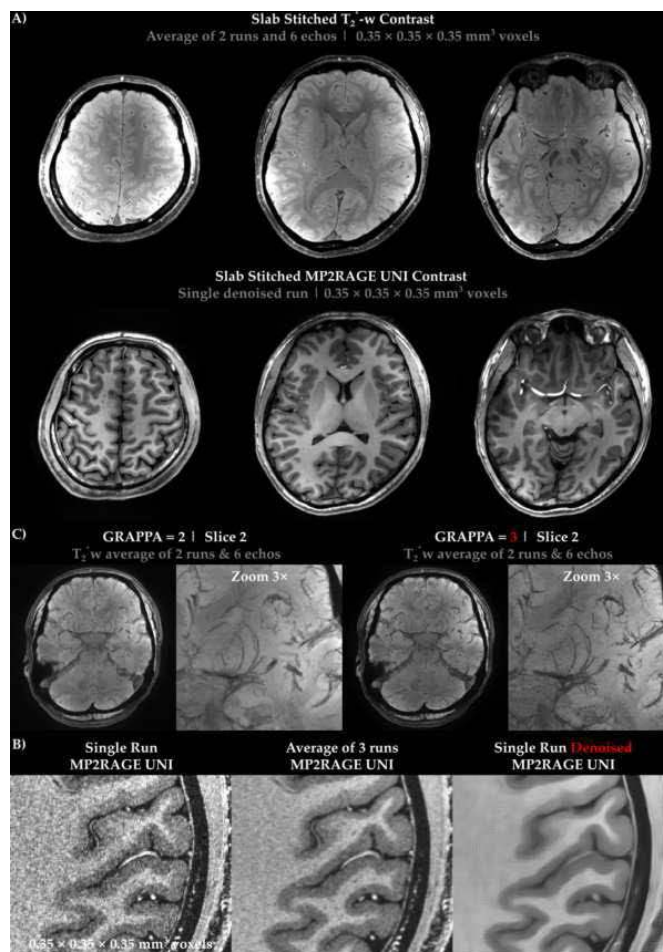 A)
Slab Stitched T₂*-w Contrast
Average of 2 runs and 6 echos | 0.35 × 0.35 × 0.35 mm³ voxels
Slab Stitched MP2RAGE UNI Contrast
Single denoised run | 0.35 × 0.35 × 0.35 mm³ voxels
C)
GRAPPA = 2 | Slice 2
T₂*w average of 2 runs & 6 echos
Zoom 3×
GRAPPA = 3 | Slice 2
T₂*w average of 2 runs & 6 echos
Zoom 3×
B)
Single Run
MP2RAGE UNI
Average of 3 runs
MP2RAGE UNI
Single Run Denoised
MP2RAGE UNI
0.35 × 0.35 × 0.35 mm³ voxels